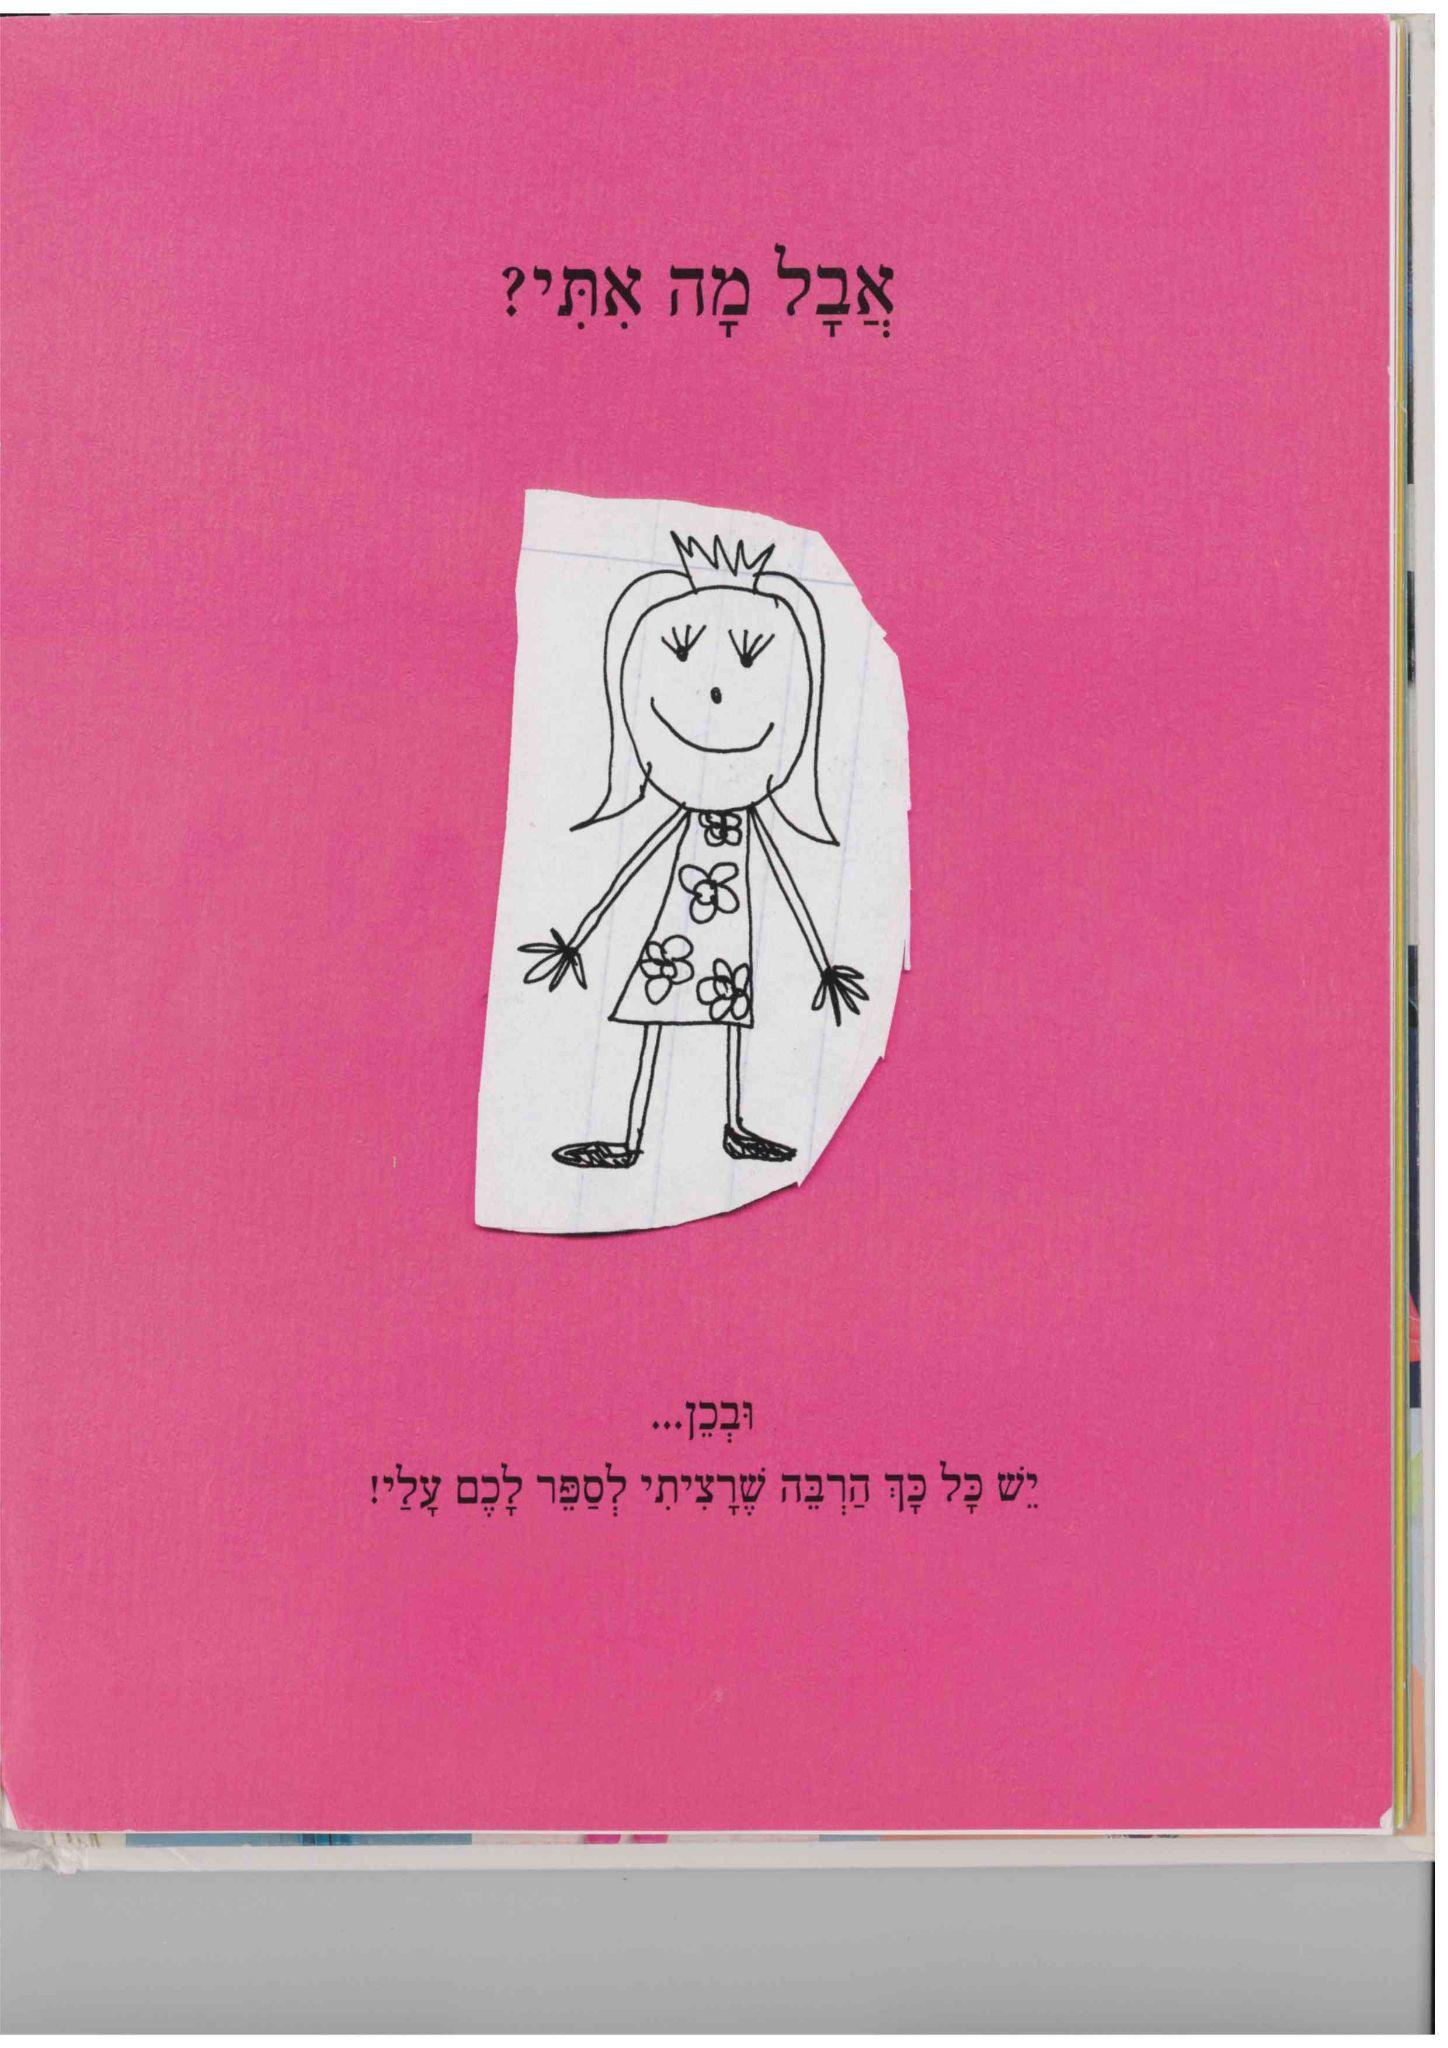 אֲבָל מָה אִתִּי?
וּבְכֵן...
יֵשׁ כָּל כָּךְ הַרְבֵּה שֶׁרָצִיתִי לְסַפֵּר לָכֶם עָלַי!